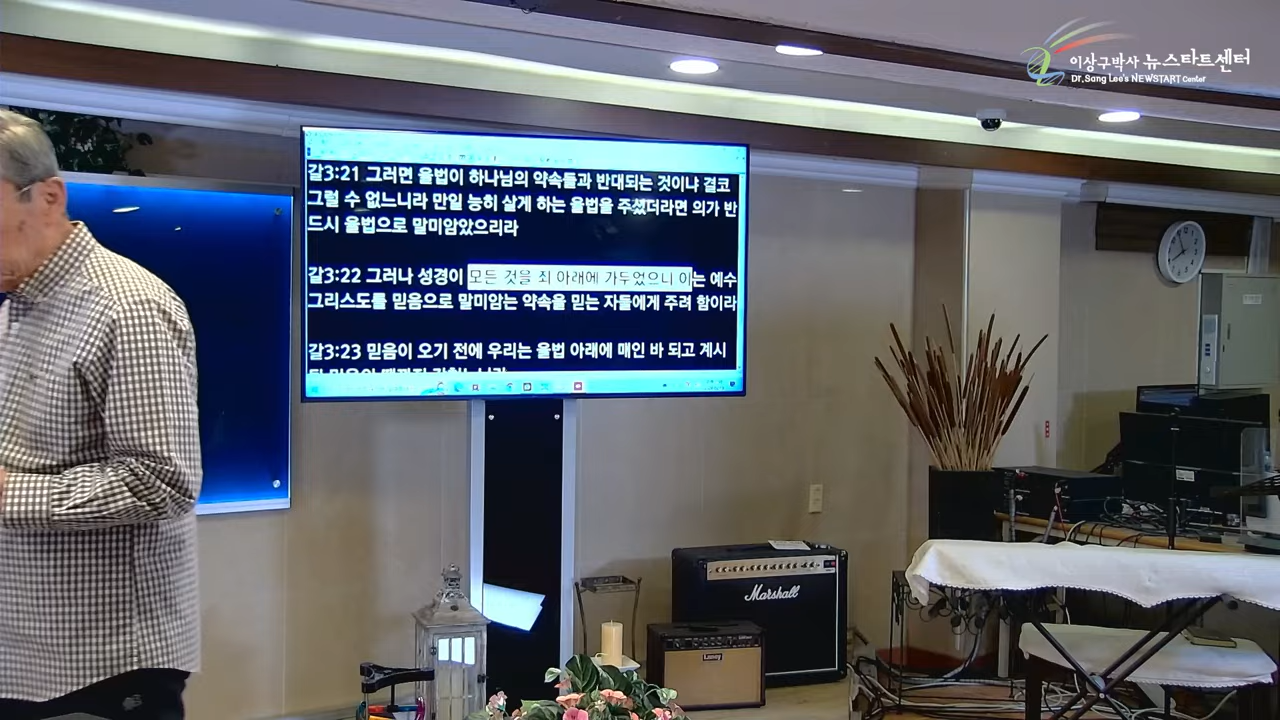 이상구박사 뉴스타트센터
Dr.Sang Lee's NEWSTART Center
갈3:21 그러면 율법이 하나님의 약속들과 반대되는 것이냐 결코
그럴 수 없느니라 만일 능히 살게 하는 율법을 주셨더라면 의가 반
드시 율법으로 말미암았으리라
갈3:22 그러나 성경이 모든 것을 죄 아래에 가두었으니 이는 예수
그리스도를 믿음으로 말미암는 약속을 믿는 자들에게 주려 함이라
갈3:23 믿음이 오기 전에 우리는 율법 아래에 매인 바 되고 계시
Marshall
Laney